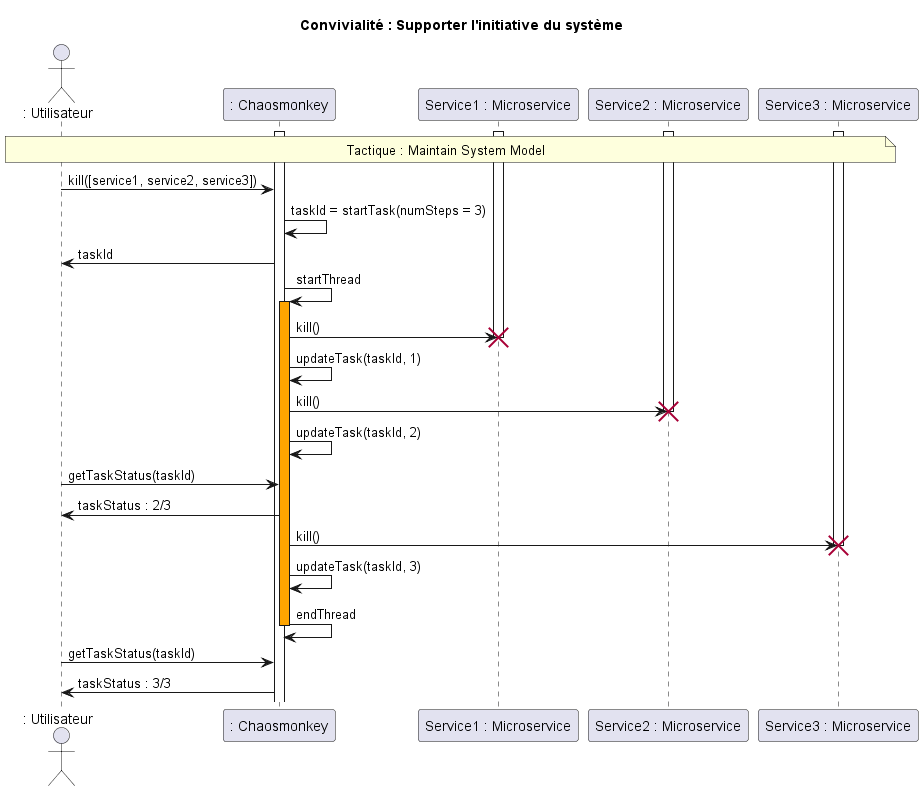 Convivialité : Supporter l'initiative du système
: Utilisateur
: Chaosmonkey
Service1 : Microservice
Service2 : Microservice
Service3 : Microservice
Tactique : Maintain System Model
kill([service1, service2, service3])
taskId = startTask(numSteps = 3)
taskId
startThread
kill()
updateTask(taskId, 1)
kill()
updateTask(taskId, 2)
getTaskStatus(taskId)
taskStatus : 2/3
kill()
updateTask(taskId, 3)
endThread
getTaskStatus(taskId)
taskStatus : 3/3
: Utilisateur
: Chaosmonkey
Service1 : Microservice
Service2 : Microservice
Service3 : Microservice